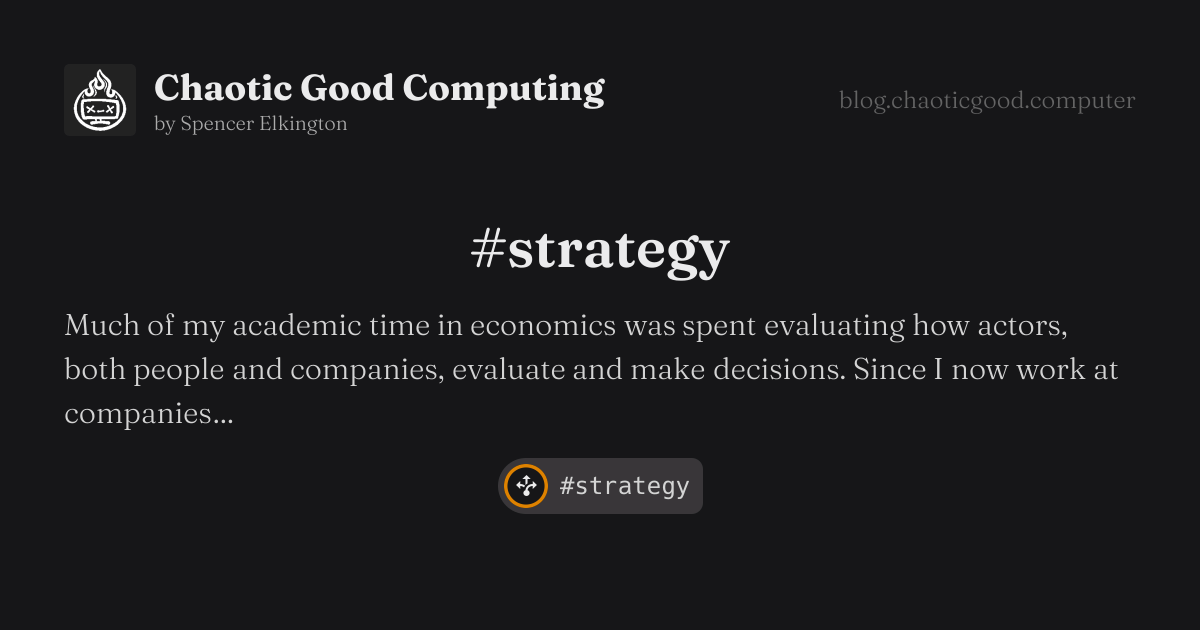 Chaotic Good Computing
by Spencer Elkington
blog.chaoticgood.computer
#strategy
Much of my academic time in economics was spent evaluating how actors,
both people and companies, evaluate and make decisions. Since I now work at
companies...
#strategy